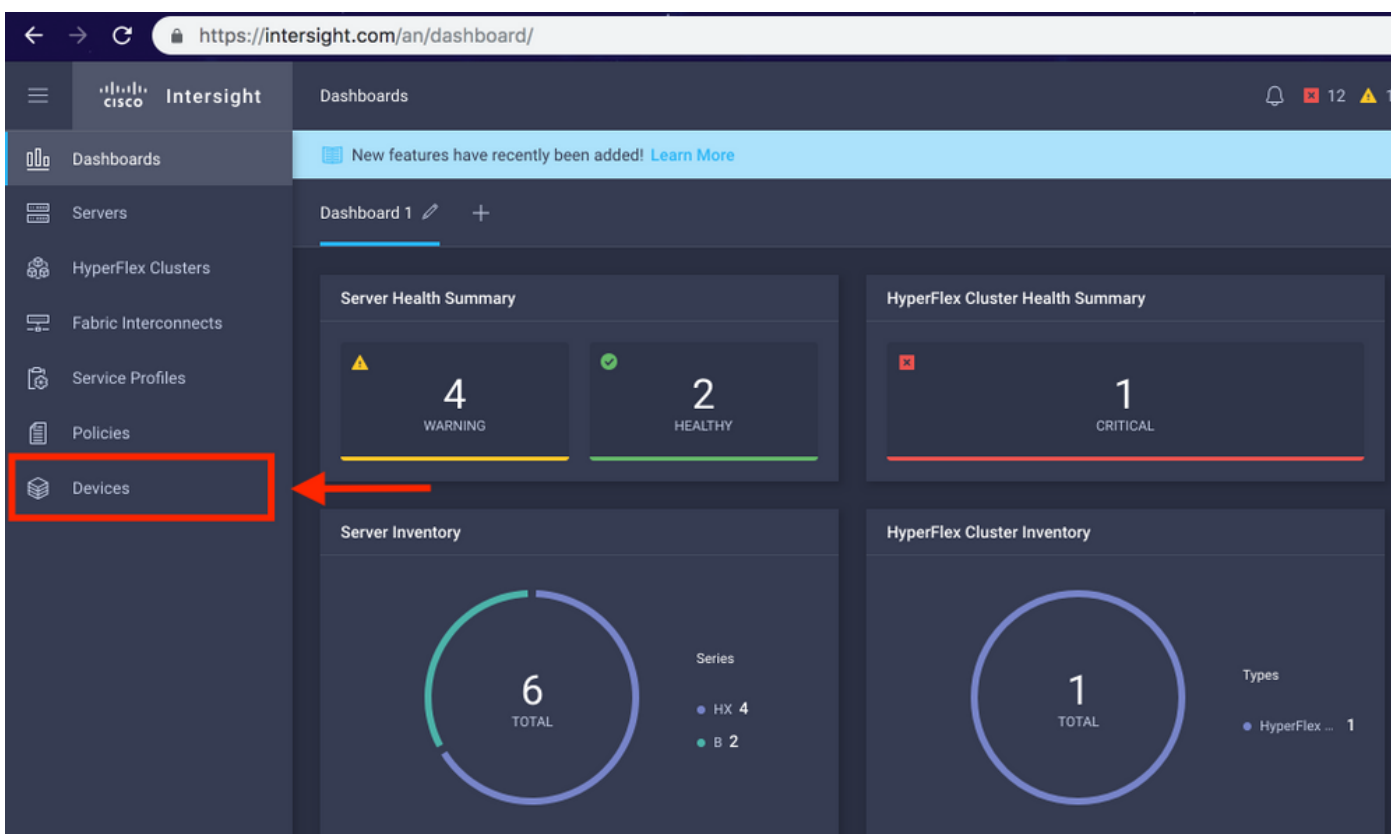 https://intersight.com/an/dashboard/
cisco Intersight
Dashboards
12
Dashboards
Servers
HyperFlex Clusters
Fabric Interconnects
Service Profiles
Policies
Devices
New features have recently been added! Learn More
Dashboard 1
Server Health Summary
4
WARNING
2
HEALTHY
HyperFlex Cluster Health Summary
1
CRITICAL
Server Inventory
6
TOTAL
Series
HX 4
B 2
HyperFlex Cluster Inventory
1
TOTAL
Types
HyperFlex ... 1